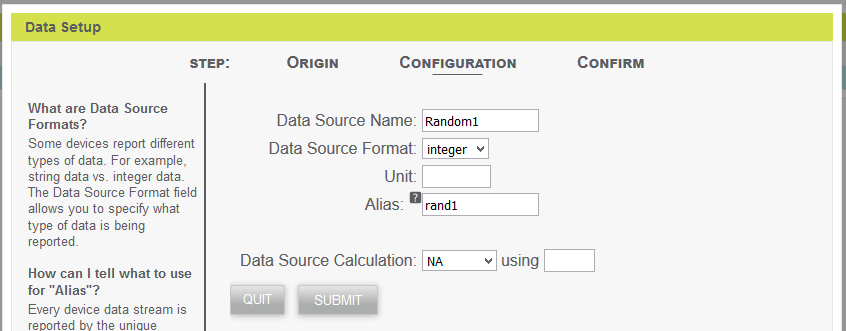 Data Setup
STEP: ORIGIN CONFIGURATION CONFIRM
What are Data Source
Formats?
Some devices report different
types of data. For example,
string data vs. integer data.
The Data Source Format field
allows you to specify what
type of data is being
reported.
How can I tell what to use
for "Alias"?
Every device data stream is
reported by the unique
Data Source Name: Random1
Data Source Format: integer
Unit:
Alias: ? rand1
Data Source Calculation: NA using
QUIT SUBMIT